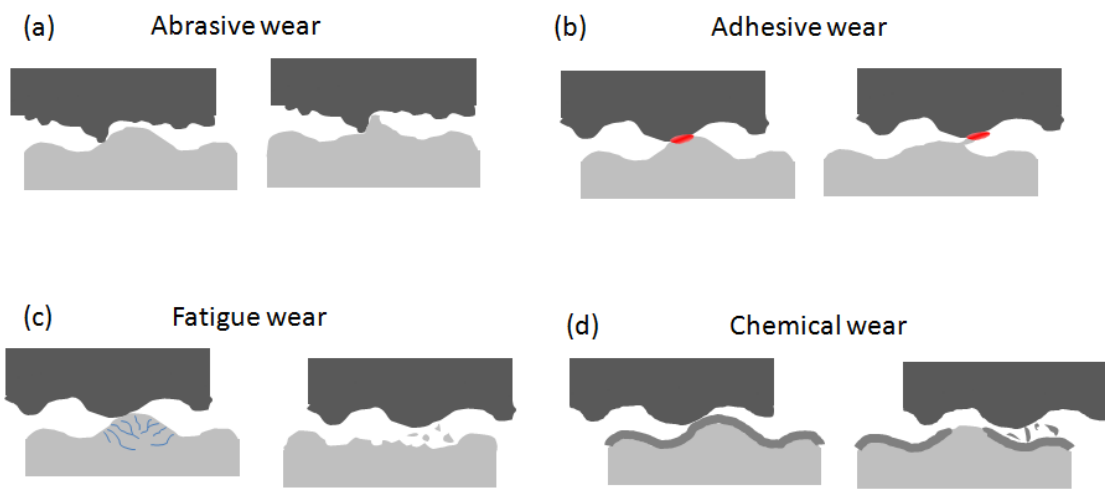 (a) Abrasive wear
(b) Adhesive wear
(c) Fatigue wear
(d) Chemical wear